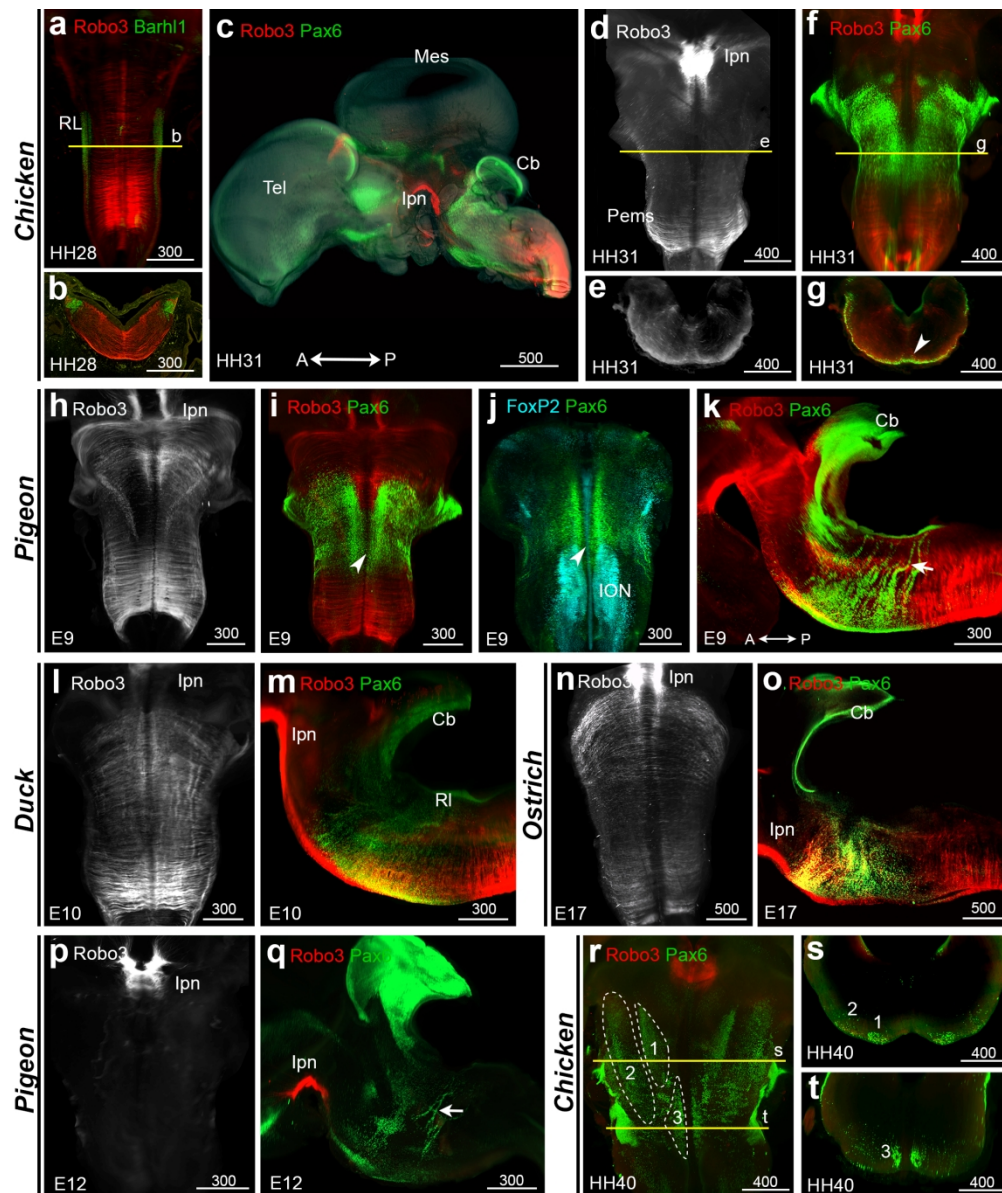 Chicken
a Robo3 Barhl1
RL
b
HH28 300
b
HH28 300
c Robo3 Pax6
Mes
Tel
Ipn
Cb
HH31 A P 500
d Robo3
Ipn
e
Pems
HH31 400
e
HH31 400
f Robo3 Pax6
g
HH31 400
g
HH31 400
Pigeon
h Robo3 Ipn
E9 300
i Robo3 Pax6
E9 300
j FoxP2 Pax6
ION
E9 300
k Robo3 Pax6
Cb
E9 A P 300
Duck
l Robo3 Ipn
E10 300
m Robo3 Pax6
Ipn
Cb
Rl
E10 300
Ostrich
n Robo3 Ipn
E17 500
o Robo3 Pax6
Cb
Ipn
E17 500
Pigeon
p Robo3
Ipn
E12 300
q Robo3 Pax6
Ipn
E12 300
Chicken
r Robo3 Pax6
1
2
s
3
t
HH40 400
s
2
1
HH40 400
t
3
HH40 400